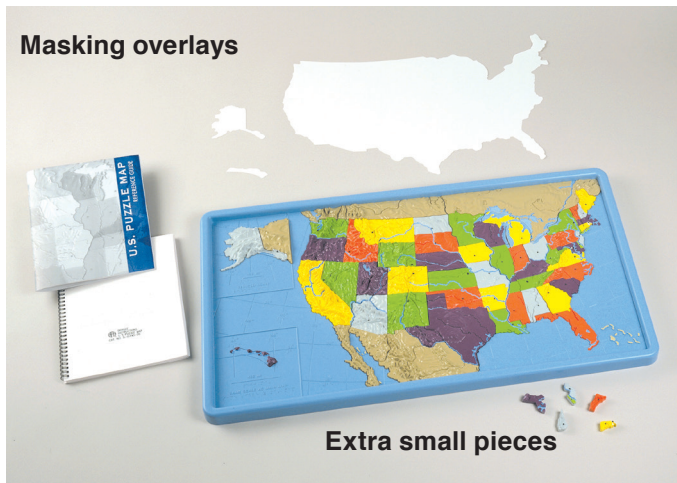 Masking overlays
U.S. PUZZLE MAP
REFERENCE GUIDE
Extra small pieces